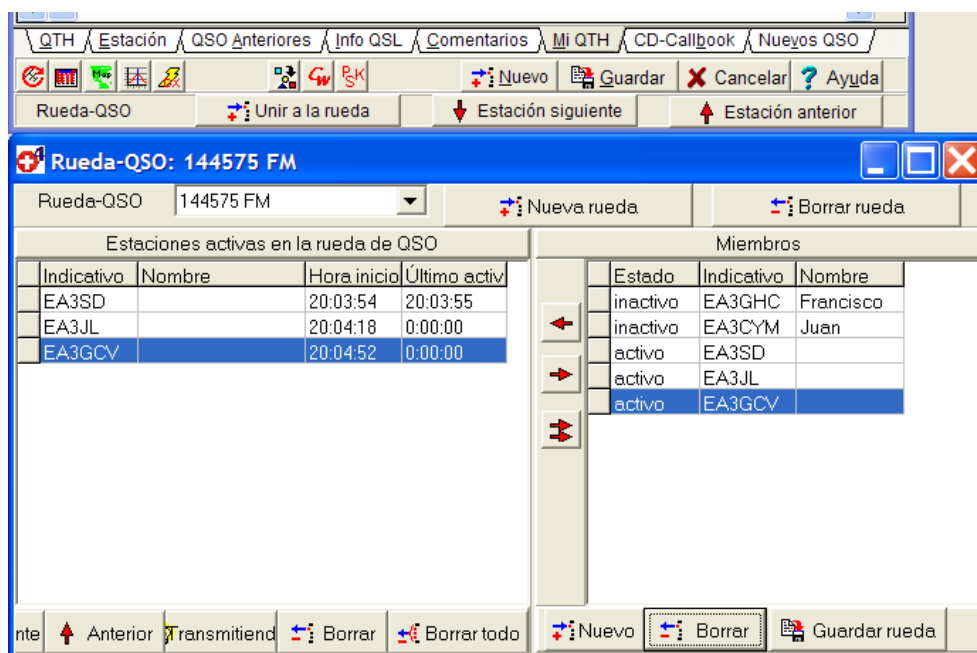 QTH Estación QSO Anteriores Info QSL Comentarios Mi QTH CD-Callbook Nuevos QSO
Map CW PSK Nuevo Guardar Cancelar Ayuda
Rueda-QSO Unir a la rueda Estación siguiente Estación anterior
Rueda-QSO: 144575 FM
Rueda-QSO 144575 FM Nueva rueda Borrar rueda
Estaciones activas en la rueda de QSO
Indicativo Nombre Hora inicio Último activ
EA3SD 20:03:54 20:03:55
EA3JL 20:04:18 0:00:00
EA3GCV 20:04:52 0:00:00
Miembros
Estado Indicativo Nombre
inactivo EA3GHC Francisco
inactivo EA3CYM Juan
activo EA3SD
activo EA3JL
activo EA3GCV
nte Anterior Transmitiend Borrar Borrar todo
Nuevo Borrar Guardar rueda